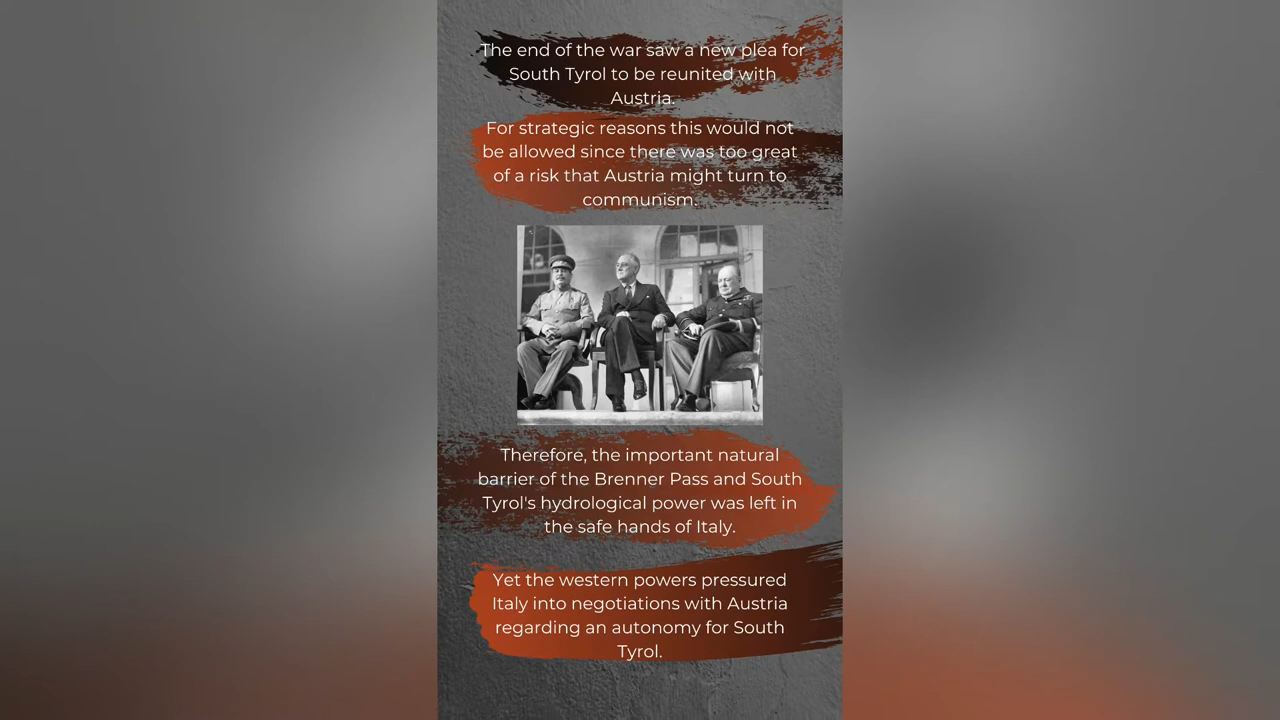 The end of the war saw a new plea for
South Tyrol to be reunited with
Austria.
For strategic reasons this would not
be allowed since there was too great
of a risk that Austria might turn to
communism.
Therefore, the important natural
barrier of the Brenner Pass and South
Tyrol's hydrological power was left in
the safe hands of Italy.
Yet the western powers pressured
Italy into negotiations with Austria
regarding an autonomy for South
Tyrol.